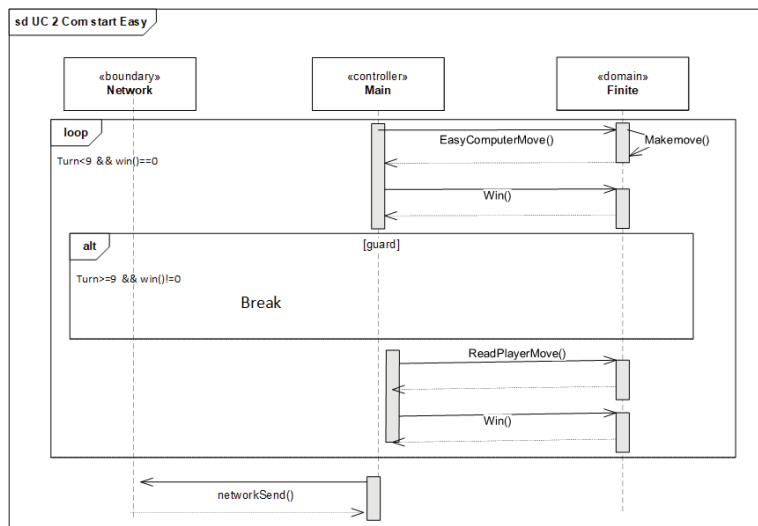 sd UC 2 Com start Easy
«boundary»
Network
«controller»
Main
«domain»
Finite
loop
Turn<9 && win()==0
EasyComputerMove()
Makemove()
Win()
alt
[guard]
Turn>=9 && win()!=0
Break
ReadPlayerMove()
Win()
networkSend()